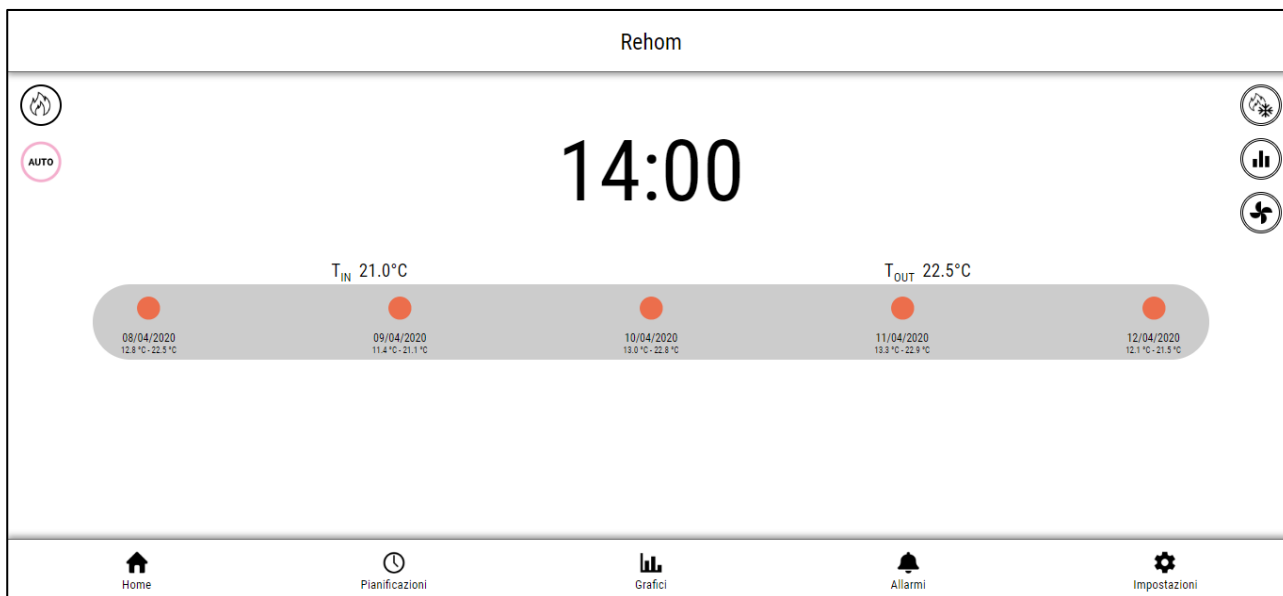 Rehom
AUTO
14:00
T_IN 21.0°C
T_OUT 22.5°C
08/04/2020
12.8 °C - 22.5 °C
09/04/2020
11.4 °C - 21.1 °C
10/04/2020
13.0 °C - 22.8 °C
11/04/2020
13.3 °C - 22.9 °C
12/04/2020
12.1 °C - 21.5 °C
Home
Pianificazioni
Grafici
Allarmi
Impostazioni